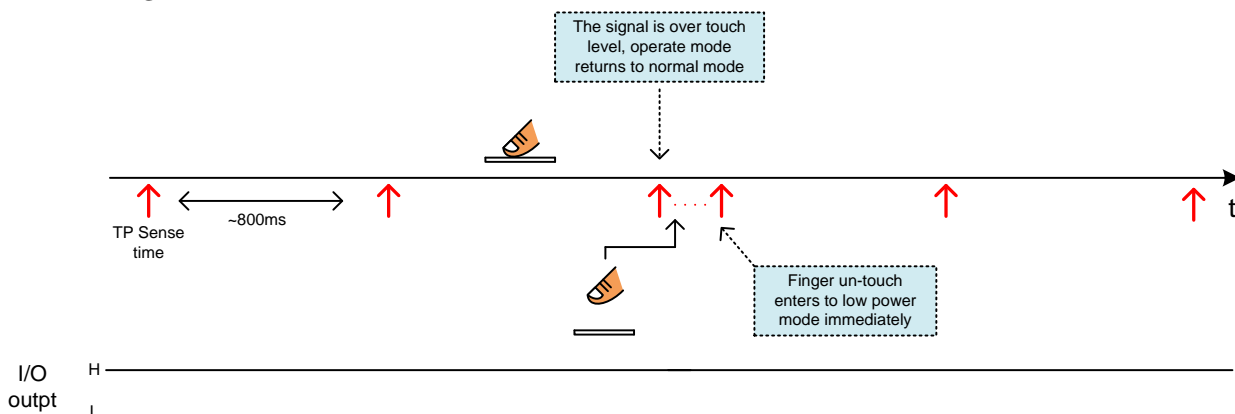 The signal is over touch
level, operate mode
returns to normal mode
t
~800ms
TP Sense
time
Finger un-touch
enters to low power
mode immediately
I/O
outpt
H